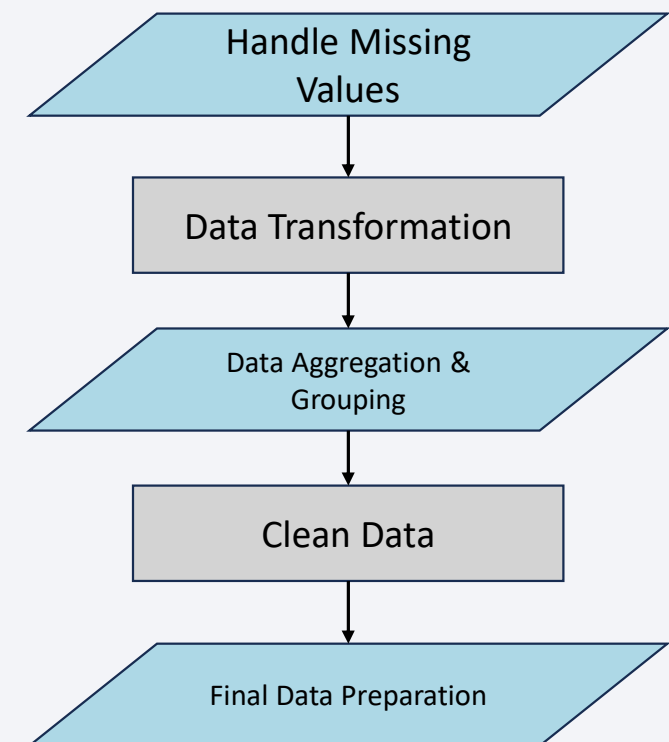 Handle Missing
Values
Data Transformation
Data Aggregation &
Grouping
Clean Data
Final Data Preparation